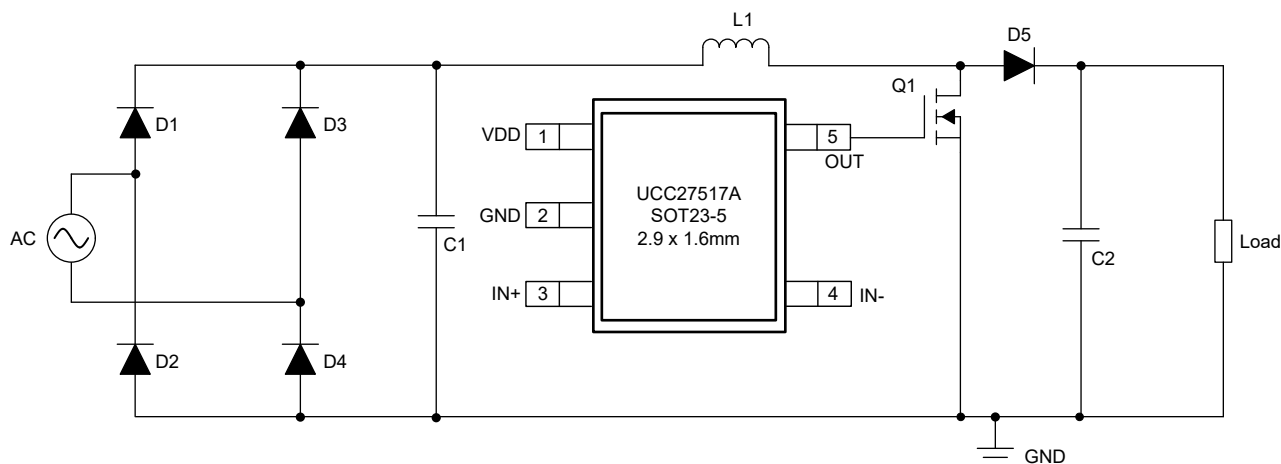 L1
D5
Q1
D1
D3
VDD
1
5
OUT
UCC27517A
SOT23-5
2.9 x 1.6mm
GND
2
AC
C1
C2
Load
IN+
3
4
IN-
D2
D4
GND